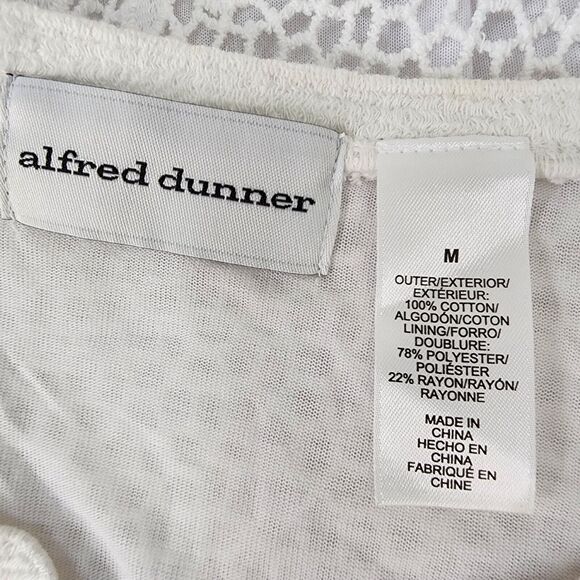 alfred dunner
M
OUTER/EXTERIOR/
EXTÉRIEUR:
100% COTTON/
ALGODÓN/COTON
LINING/FORRO/
DOUBLURE:
78% POLYESTER/
POLIÉSTER
22% RAYON/RAYÓN/
RAYONNE
MADE IN
CHINA
HECHO EN
CHINA
FABRIQUÉ EN
CHINE